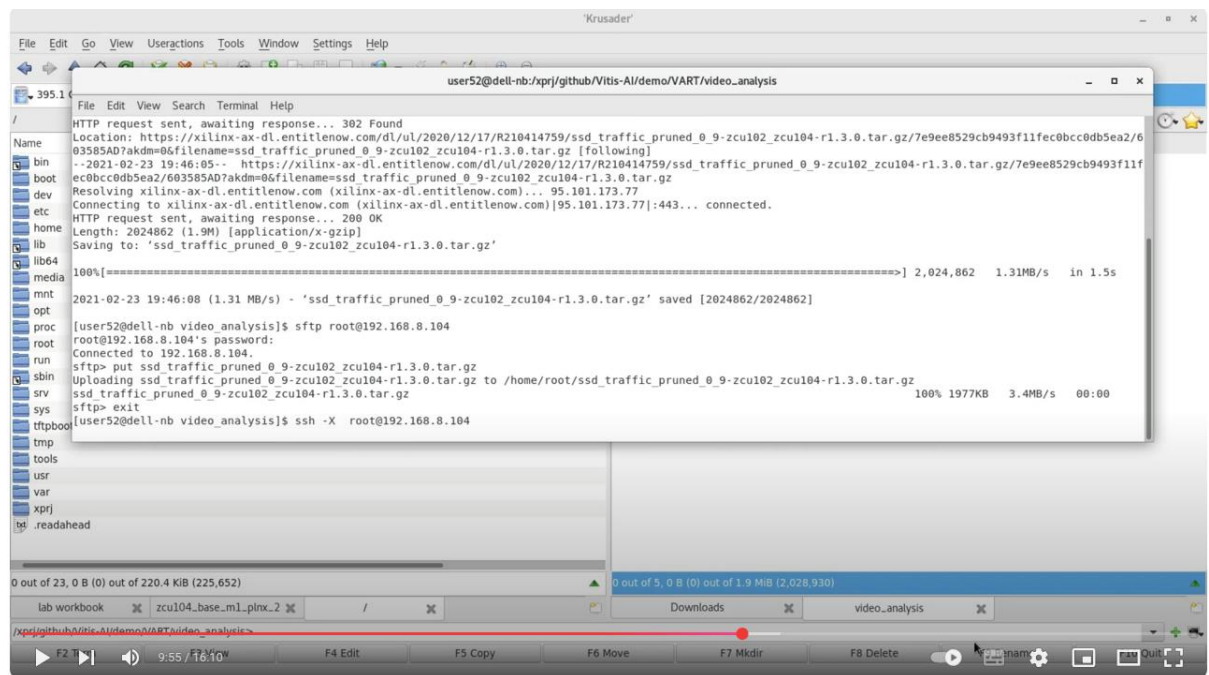 'Krusader'
File Edit Go View Useractions Tools Window Settings Help
user52@dell-nb:/xprj/github/Vitis-AI/demo/VART/video_analysis
395.1
File Edit View Search Terminal Help
/
Name
bin
boot
dev
etc
home
lib
lib64
media
mnt
opt
proc
root
run
sbin
srv
sys
tftpboot
tmp
tools
usr
var
xprj
.readahead
HTTP request sent, awaiting response... 302 Found
Location: https://xilinx-ax-dl.entitlenow.com/dl/ul/2020/12/17/R210414759/ssd_traffic_pruned_0_9-zcu102_zcu104-r1.3.0.tar.gz/7e9ee8529cb9493f11fec0bcc0db5ea2/6
03585AD?akdm=0&filename=ssd_traffic_pruned_0_9-zcu102_zcu104-r1.3.0.tar.gz [following]
--2021-02-23 19:46:05-- https://xilinx-ax-dl.entitlenow.com/dl/ul/2020/12/17/R210414759/ssd_traffic_pruned_0_9-zcu102_zcu104-r1.3.0.tar.gz/7e9ee8529cb9493f11f
ec0bcc0db5ea2/603585AD?akdm=0&filename=ssd_traffic_pruned_0_9-zcu102_zcu104-r1.3.0.tar.gz
Resolving xilinx-ax-dl.entitlenow.com (xilinx-ax-dl.entitlenow.com)... 95.101.173.77
Connecting to xilinx-ax-dl.entitlenow.com (xilinx-ax-dl.entitlenow.com)|95.101.173.77|:443... connected.
HTTP request sent, awaiting response... 200 OK
Length: 2024862 (1.9M) [application/x-gzip]
Saving to: ‘ssd_traffic_pruned_0_9-zcu102_zcu104-r1.3.0.tar.gz’
100%[=====================================================================================================================>] 2,024,862 1.31MB/s in 1.5s
2021-02-23 19:46:08 (1.31 MB/s) - ‘ssd_traffic_pruned_0_9-zcu102_zcu104-r1.3.0.tar.gz’ saved [2024862/2024862]
[user52@dell-nb video_analysis]$ sftp root@192.168.8.104
root@192.168.8.104's password:
Connected to 192.168.8.104.
sftp> put ssd_traffic_pruned_0_9-zcu102_zcu104-r1.3.0.tar.gz
Uploading ssd_traffic_pruned_0_9-zcu102_zcu104-r1.3.0.tar.gz to /home/root/ssd_traffic_pruned_0_9-zcu102_zcu104-r1.3.0.tar.gz
ssd_traffic_pruned_0_9-zcu102_zcu104-r1.3.0.tar.gz 100% 1977KB 3.4MB/s 00:00
sftp> exit
[user52@dell-nb video_analysis]$ ssh -X root@192.168.8.104
0 out of 23, 0 B (0) out of 220.4 KiB (225,652)
0 out of 5, 0 B (0) out of 1.9 MiB (2,028,930)
lab workbook zcu104_base_m1_plnx_2 / Downloads video_analysis
/xprj/github/Vitis-AI/demo/VART/video_analysis>
F2 F3 View F4 Edit F5 Copy F6 Move F7 Mkdir F8 Delete F10 Quit
9:55 / 16:10